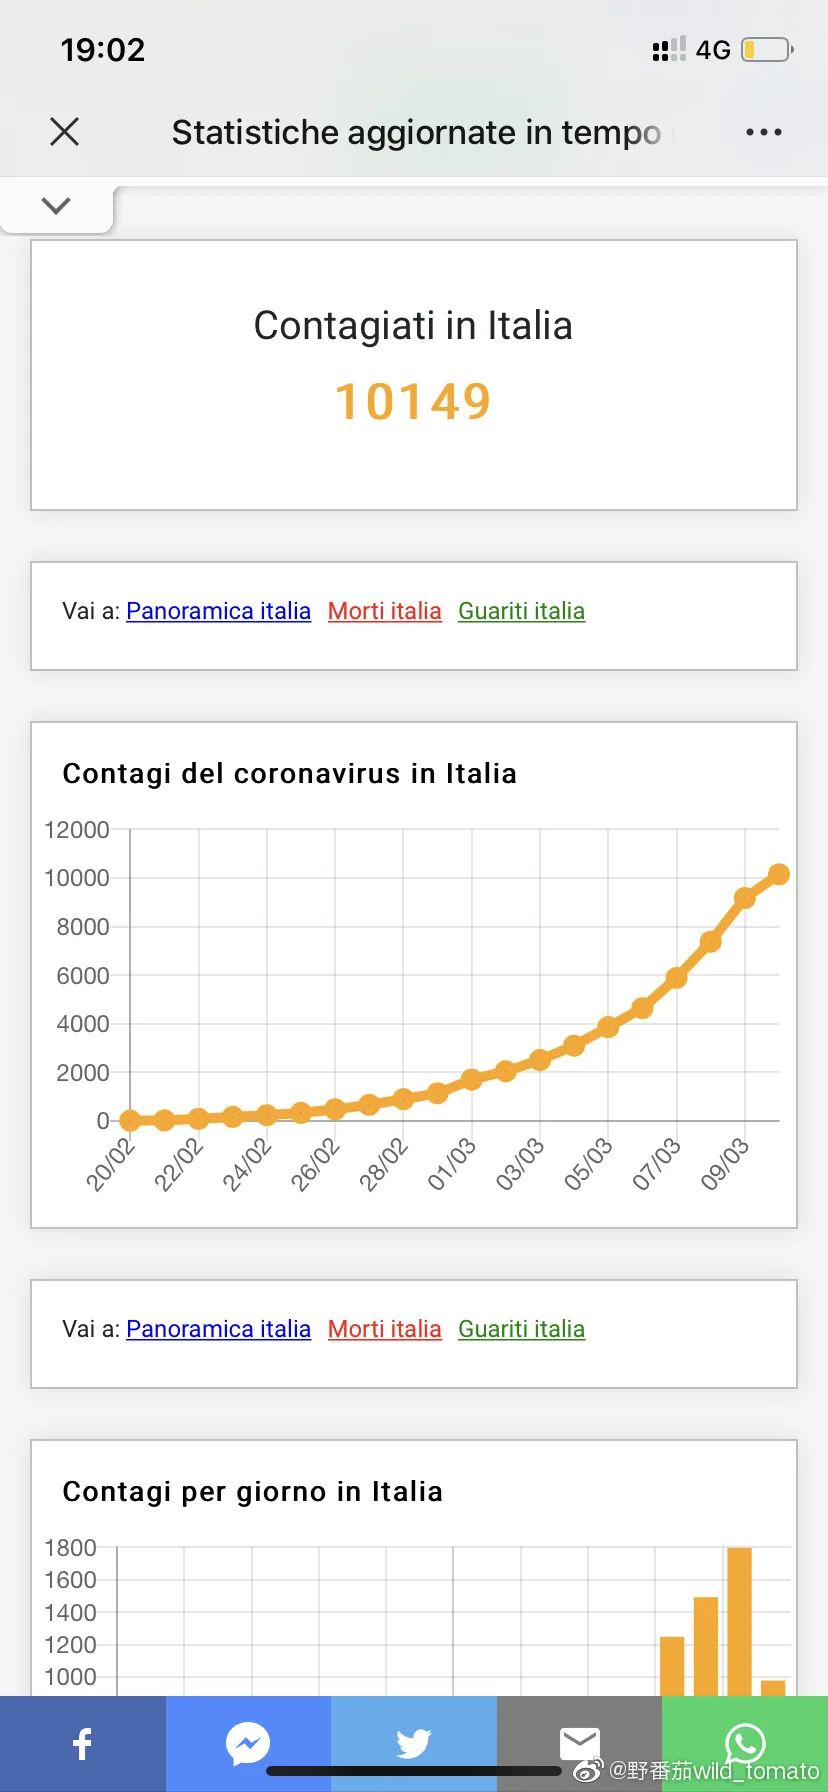 19:02
4G
Statistiche aggiornate in tempo
Contagiati in Italia
10149
Vai a: Panoramica italia Morti italia Guariti italia
Contagi del coronavirus in Italia
12000
10000
8000
6000
4000
2000
0
20/02 22/02 24/02 26/02 28/02 01/03 03/03 05/03 07/03 09/03
Vai a: Panoramica italia Morti italia Guariti italia
Contagi per giorno in Italia
1800
1600
1400
1200
1000
@野番茄wild_tomato